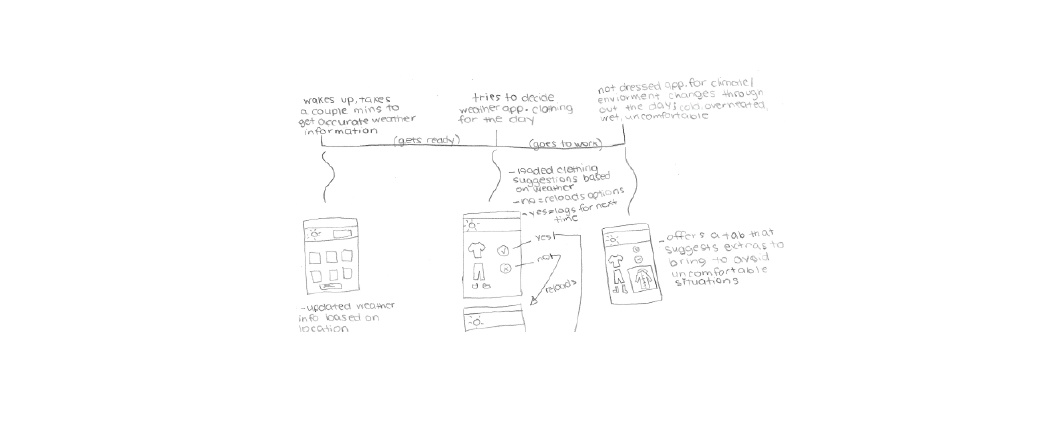 wakes up, takes
a couple mins to
get accurate weather
information
(gets ready)
tries to decide
weather app. clothing
for the day
(goes to work)
not dressed app. for climate/
enviorment changes through
out the day; cold, overheated,
wet, uncomfortable
- loaded clothing
suggestions based
on weather
- no = reloads options
- yes = logs for next
time
yes!
no!
reloads
- updated weather
info based on
location
- offers a tab that
suggests extras to
bring to avoid
uncomfortable
situations